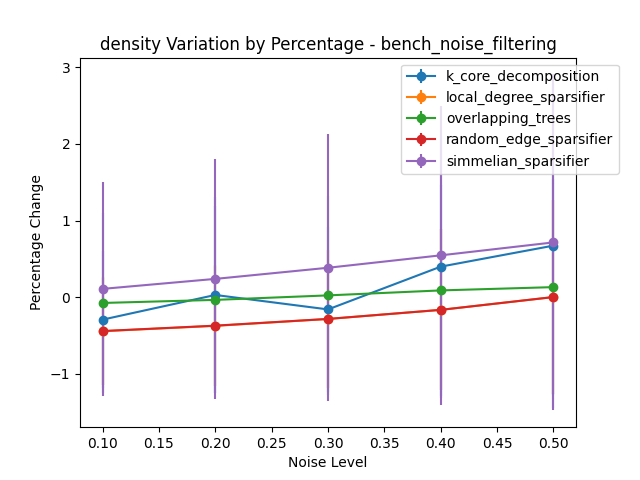 density Variation by Percentage - bench_noise_filtering
k_core_decomposition
local_degree_sparsifier
overlapping_trees
random_edge_sparsifier
simmelian_sparsifier
Percentage Change
3
2
1
0
−1
0.10 0.15 0.20 0.25 0.30 0.35 0.40 0.45 0.50
Noise Level